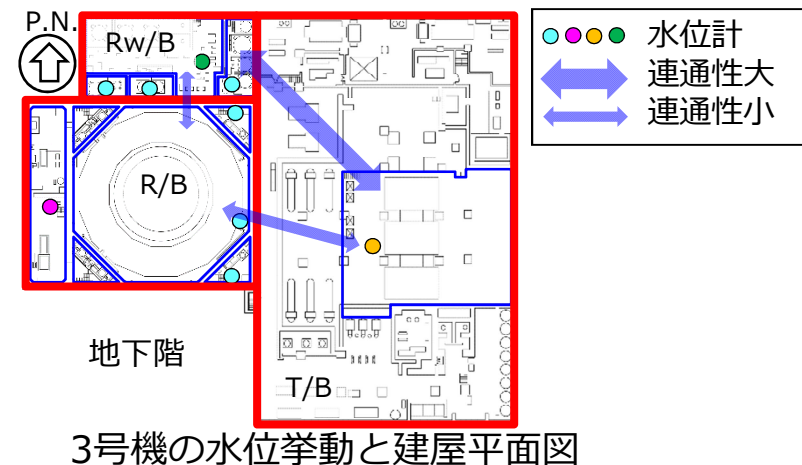 P.N.
Rw/B
R/B
T/B
地下階
水位計
連通性大
連通性小
3号機の水位挙動と建屋平面図